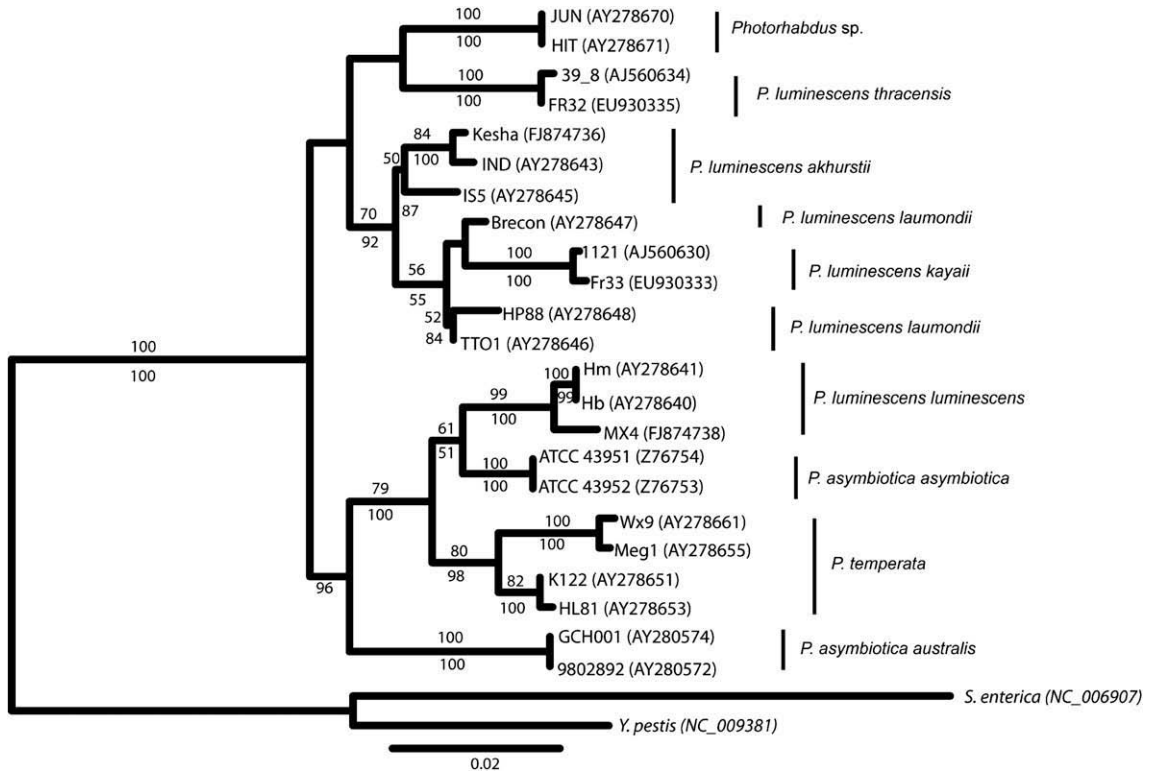 100
JUN (AY278670)
100
HIT (AY278671)
Photorhabdus sp.
100
39_8 (AJ560634)
100
FR32 (EU930335)
P. luminescens thracensis
84
Kesha (FJ874736)
50
100
IND (AY278643)
P. luminescens akhurstii
IS5 (AY278645)
87
70
92
Brecon (AY278647)
P. luminescens laumondii
100
1121 (AJ560630)
100
Fr33 (EU930333)
P. luminescens kayaii
56
55
52
HP88 (AY278648)
84
TTO1 (AY278646)
P. luminescens laumondii
100
100
100
Hm (AY278641)
99
Hb (AY278640)
P. luminescens luminescens
99
100
MX4 (FJ874738)
61
51
100
ATCC 43951 (Z76754)
100
ATCC 43952 (Z76753)
P. asymbiotica asymbiotica
79
100
100
Wx9 (AY278661)
100
Meg1 (AY278655)
P. temperata
80
98
82
K122 (AY278651)
100
HL81 (AY278653)
96
100
GCH001 (AY280574)
100
9802892 (AY280572)
P. asymbiotica australis
S. enterica (NC_006907)
Y. pestis (NC_009381)
0.02